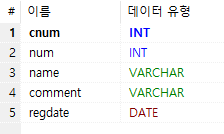 # 이름 데이터 유형
1 cnum INT
2 num INT
3 name VARCHAR
4 comment VARCHAR
5 regdate DATE